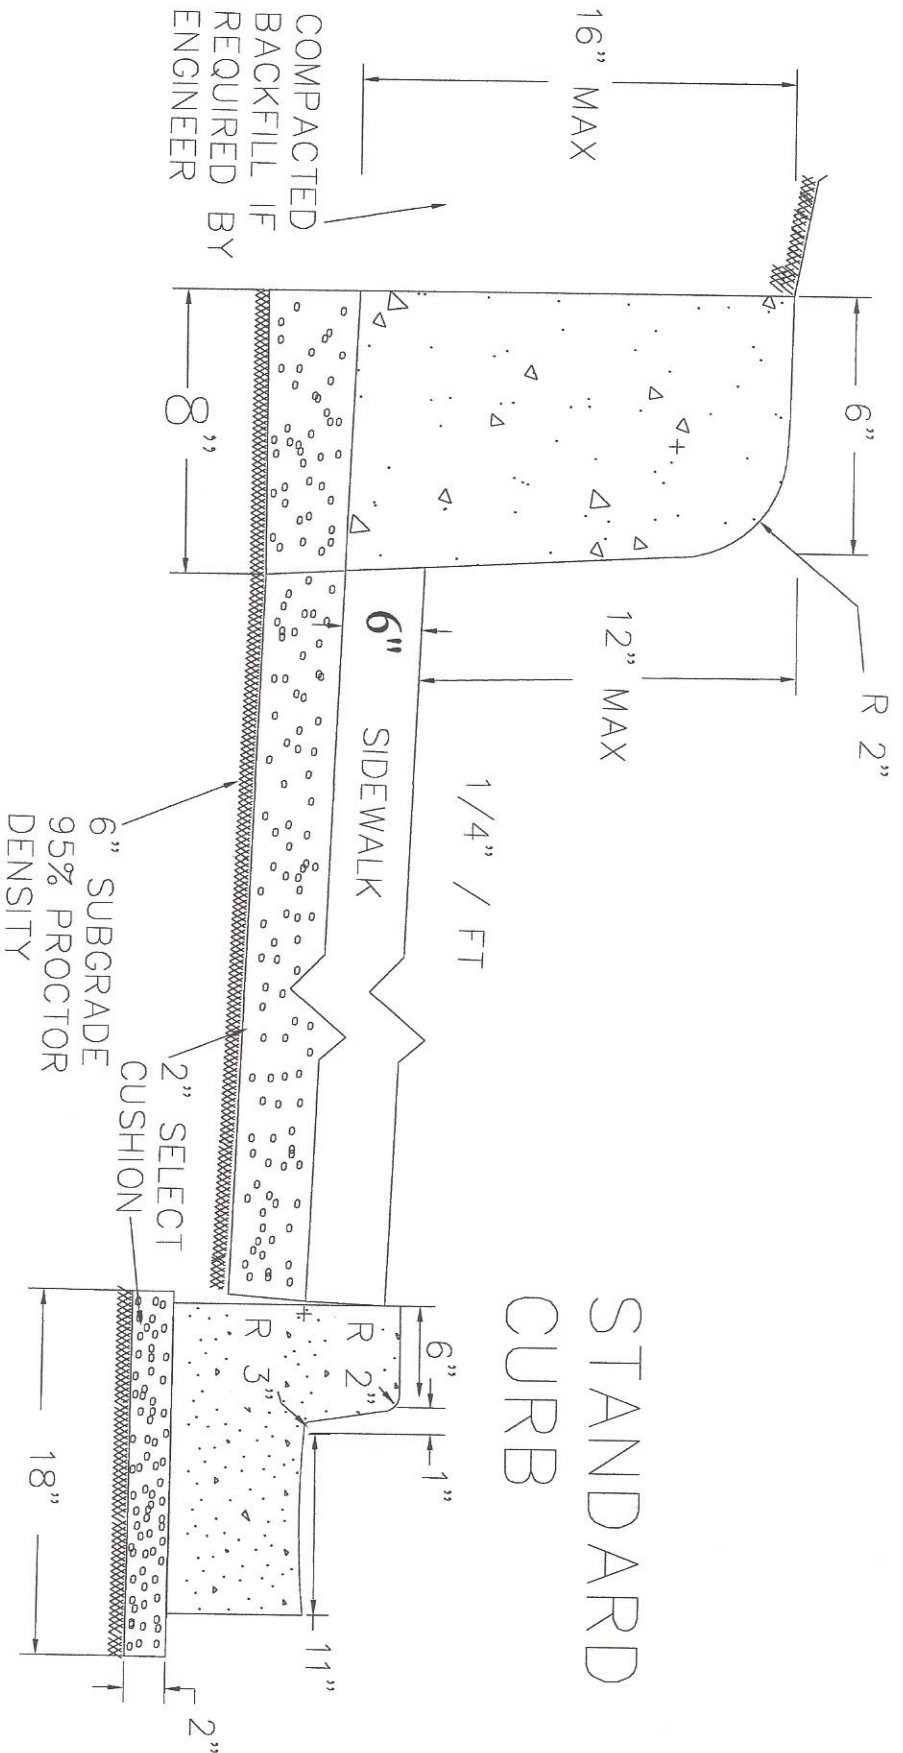 STANDARD
CURB
16" MAX
COMPACTED
BACKFILL IF
REQUIRED BY
ENGINEER
6"
8"
R 2"
12" MAX
6"
SIDEWALK
1/4" / FT
6" SUBGRADE
95% PROCTOR
DENSITY
2" SELECT
CUSHION
6"
1"
R 2"
R 3"
11"
18"
2"